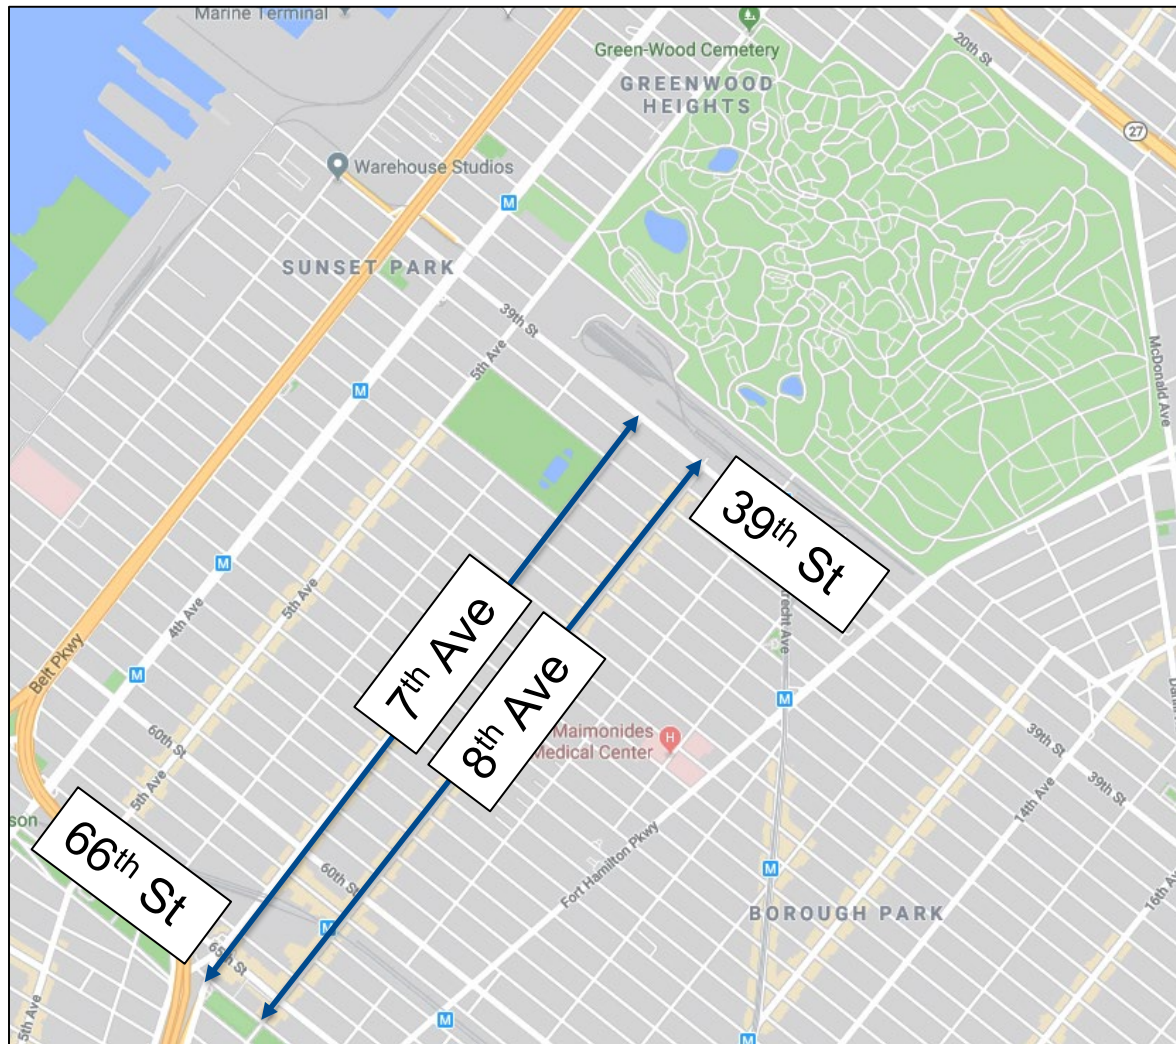 Marine Terminal
Green-Wood Cemetery
GREENWOOD
HEIGHTS
20th St
27
Warehouse Studios
M
SUNSET PARK
39th St
5th Ave
McDonald Ave
M
39th St
7th Ave
8th Ave
M
5th Ave
4th Ave
recht Ave
Belt Pkwy
M
M
60th St
Maimonides
Medical Center
H
39th St
39th St
14th Ave
5th Ave
son
66th St
60th St
Fort Hamilton Pkwy
M
16th Ave
BOROUGH PARK
M
65th St
5th Ave
M
M